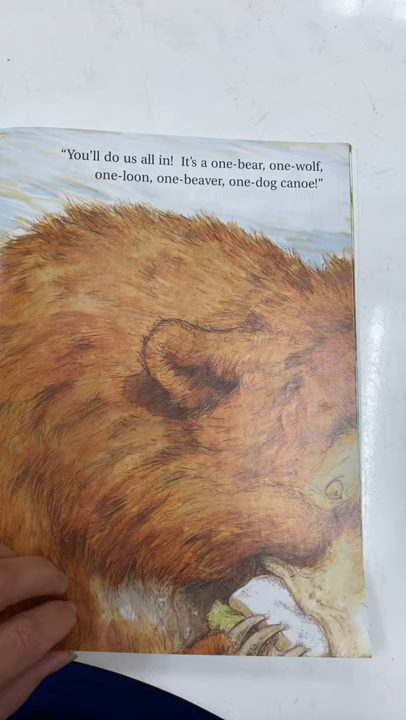 “You’ll do us all in!  It’s a one-bear, one-wolf,
one-loon, one-beaver, one-dog canoe!”